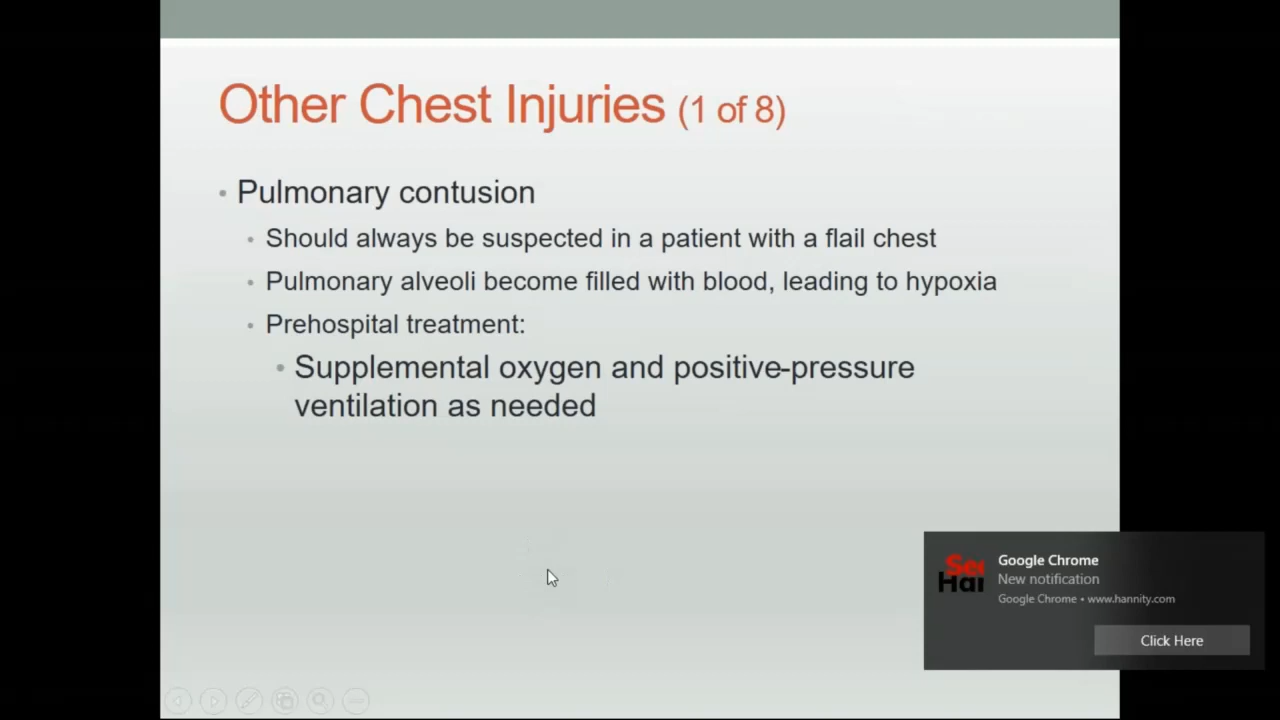 Other Chest Injuries (1 of 8)
• Pulmonary contusion
• Should always be suspected in a patient with a flail chest
• Pulmonary alveoli become filled with blood, leading to hypoxia
• Prehospital treatment:
• Supplemental oxygen and positive-pressure
ventilation as needed
Google Chrome
New notification
Google Chrome • www.hannity.com
Click Here